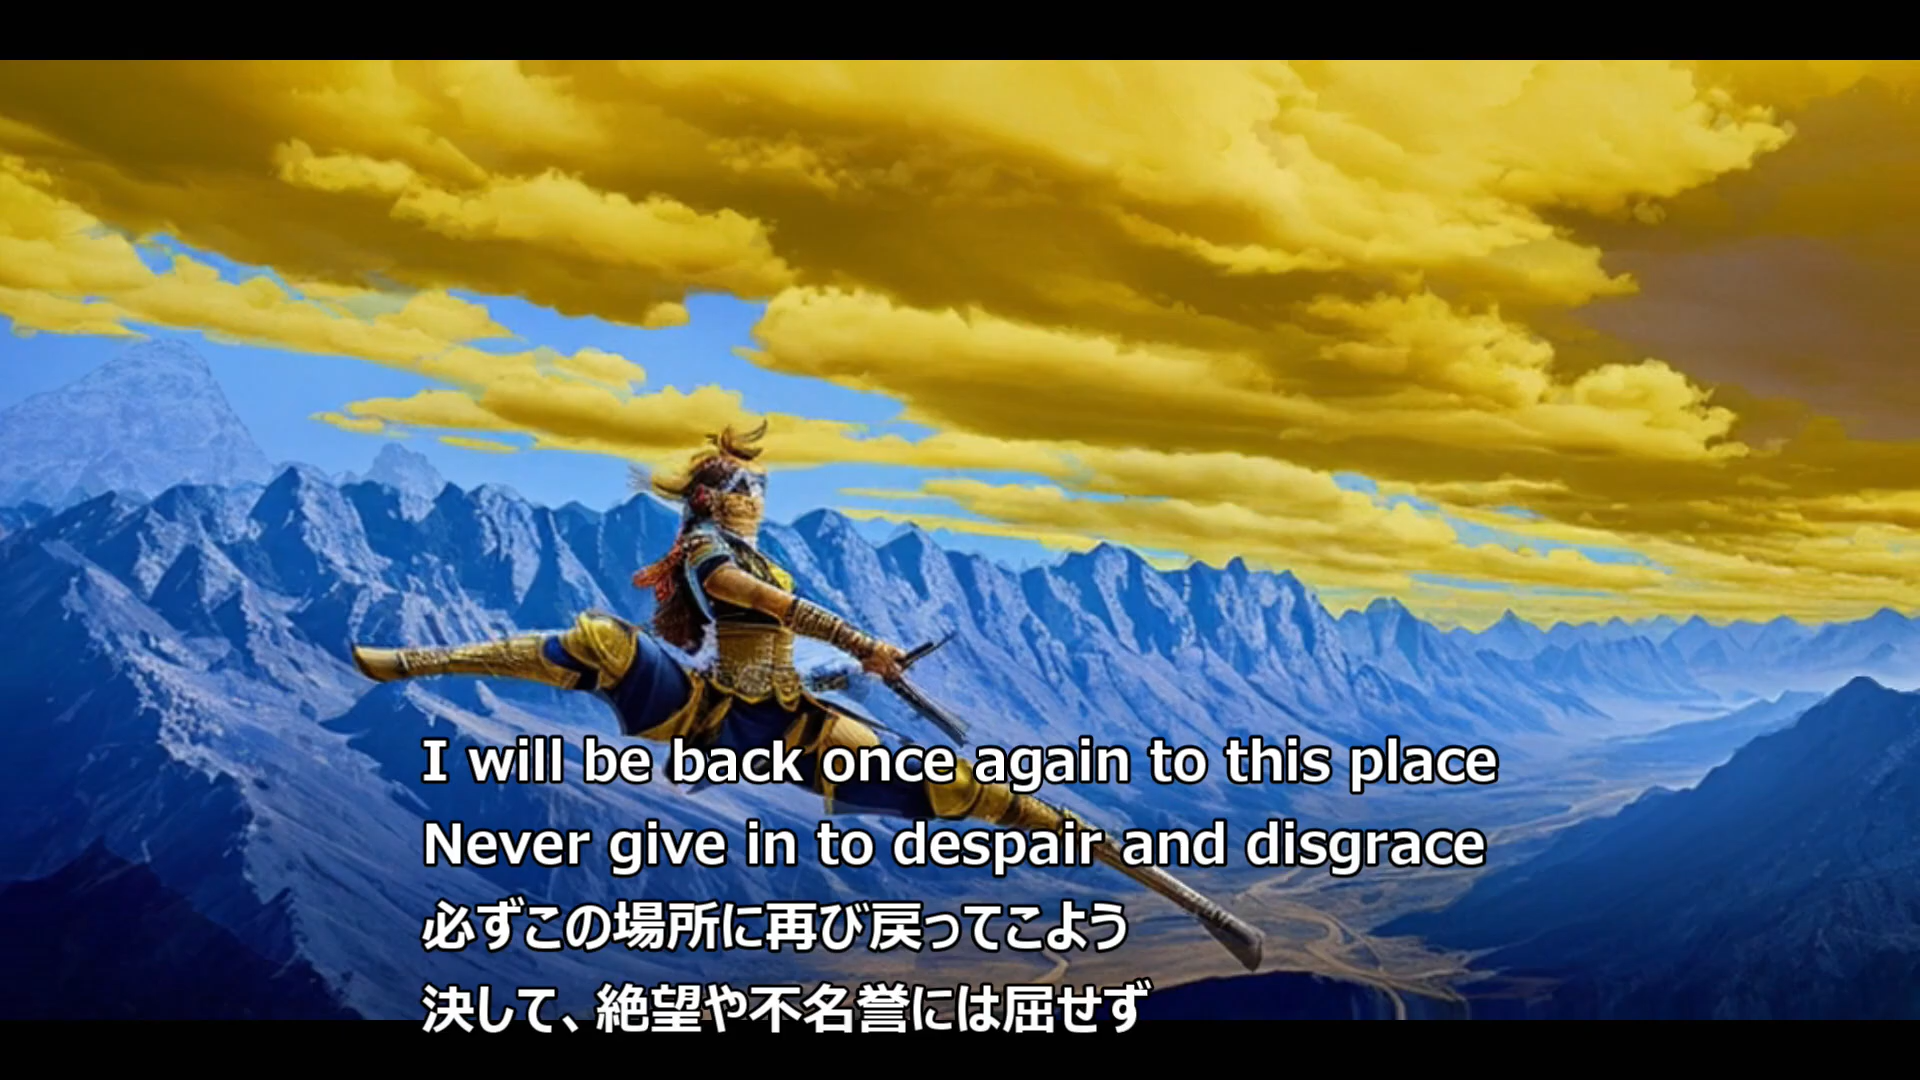 I will be back once again to this place
Never give in to despair and disgrace
必ずこの場所に再び戻ってこよう
決して、絶望や不名誉には屈せず